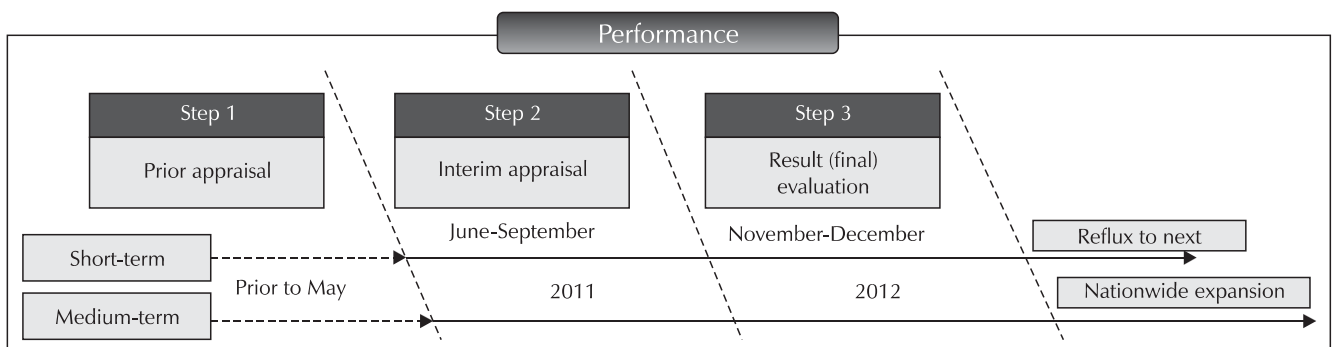 Performance
Step 1
Prior appraisal
Step 2
Interim appraisal
Step 3
Result (final)
evaluation
June-September
November-December
Reflux to next
Short-term
Prior to May
2011
2012
Nationwide expansion
Medium-term